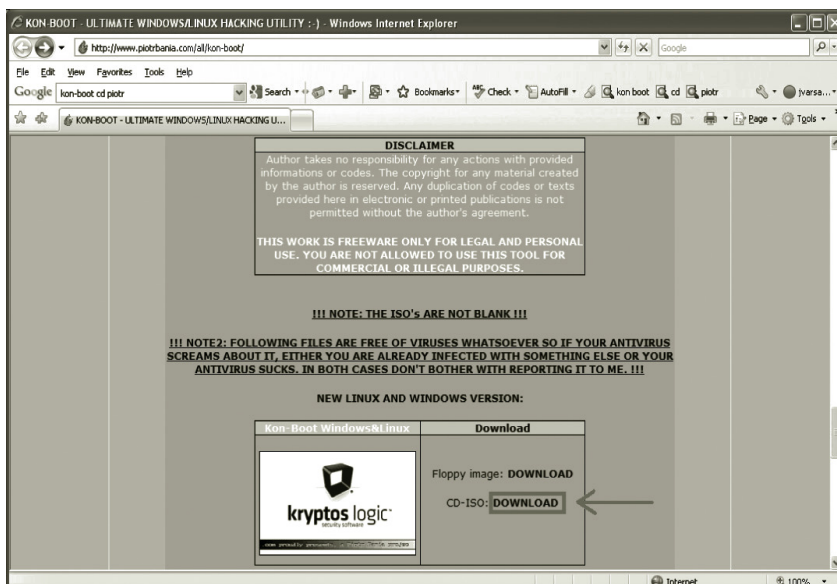 KON-BOOT - ULTIMATE WINDOWS/LINUX HACKING UTILITY :-) - Windows Internet Explorer
http://www.piotrbania.com/all/kon-boot/
Google
File Edit View Favorites Tools Help
Google kon-boot cd piotr Search Bookmarks Check AutoFill kon boot cd piotr jvarsa...
KON-BOOT - ULTIMATE WINDOWS/LINUX HACKING U... Page Tools
DISCLAIMER
Author takes no responsibility for any actions with provided
informations or codes. The copyright for any material created
by the author is reserved. Any duplication of codes or texts
provided here in electronic or printed publications is not
permitted without the author's agreement.
THIS WORK IS FREEWARE ONLY FOR LEGAL AND PERSONAL
USE. YOU ARE NOT ALLOWED TO USE THIS TOOL FOR
COMMERCIAL OR ILLEGAL PURPOSES.
!!! NOTE: THE ISO's ARE NOT BLANK !!!
!!! NOTE2: FOLLOWING FILES ARE FREE OF VIRUSES WHATSOEVER SO IF YOUR ANTIVIRUS
SCREAMS ABOUT IT, EITHER YOU ARE ALREADY INFECTED WITH SOMETHING ELSE OR YOUR
ANTIVIRUS SUCKS. IN BOTH CASES DON'T BOTHER WITH REPORTING IT TO ME. !!!
NEW LINUX AND WINDOWS VERSION:
Kon-Boot Windows&Linux Download
kryptos logic
security software
Floppy image: DOWNLOAD
CD-ISO: DOWNLOAD
Internet 100%